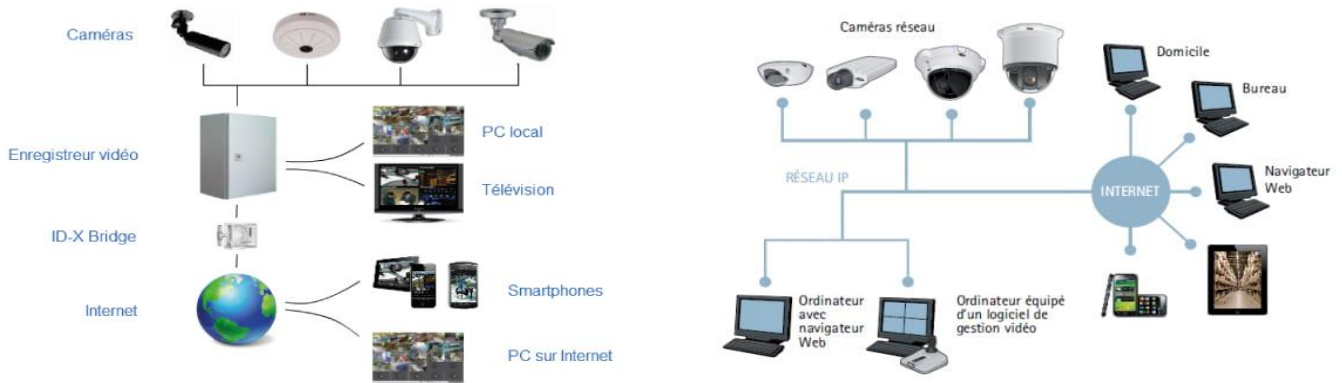 Caméras
Enregistreur vidéo
PC local
Télévision
ID-X Bridge
Internet
Smartphones
PC sur Internet
Caméras réseau
Domicile
Bureau
RÉSEAU IP
INTERNET
Navigateur
Web
Ordinateur
avec
navigateur
Web
Ordinateur équipé
d'un logiciel de
gestion vidéo